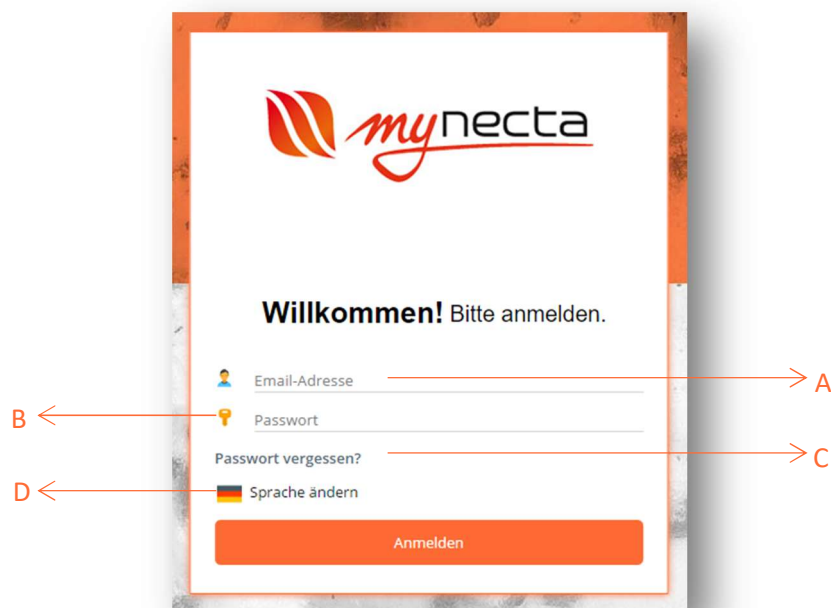 mynecta
Willkommen! Bitte anmelden.
Email-Adresse
A
B
Passwort
Passwort vergessen?
C
D
Sprache ändern
Anmelden